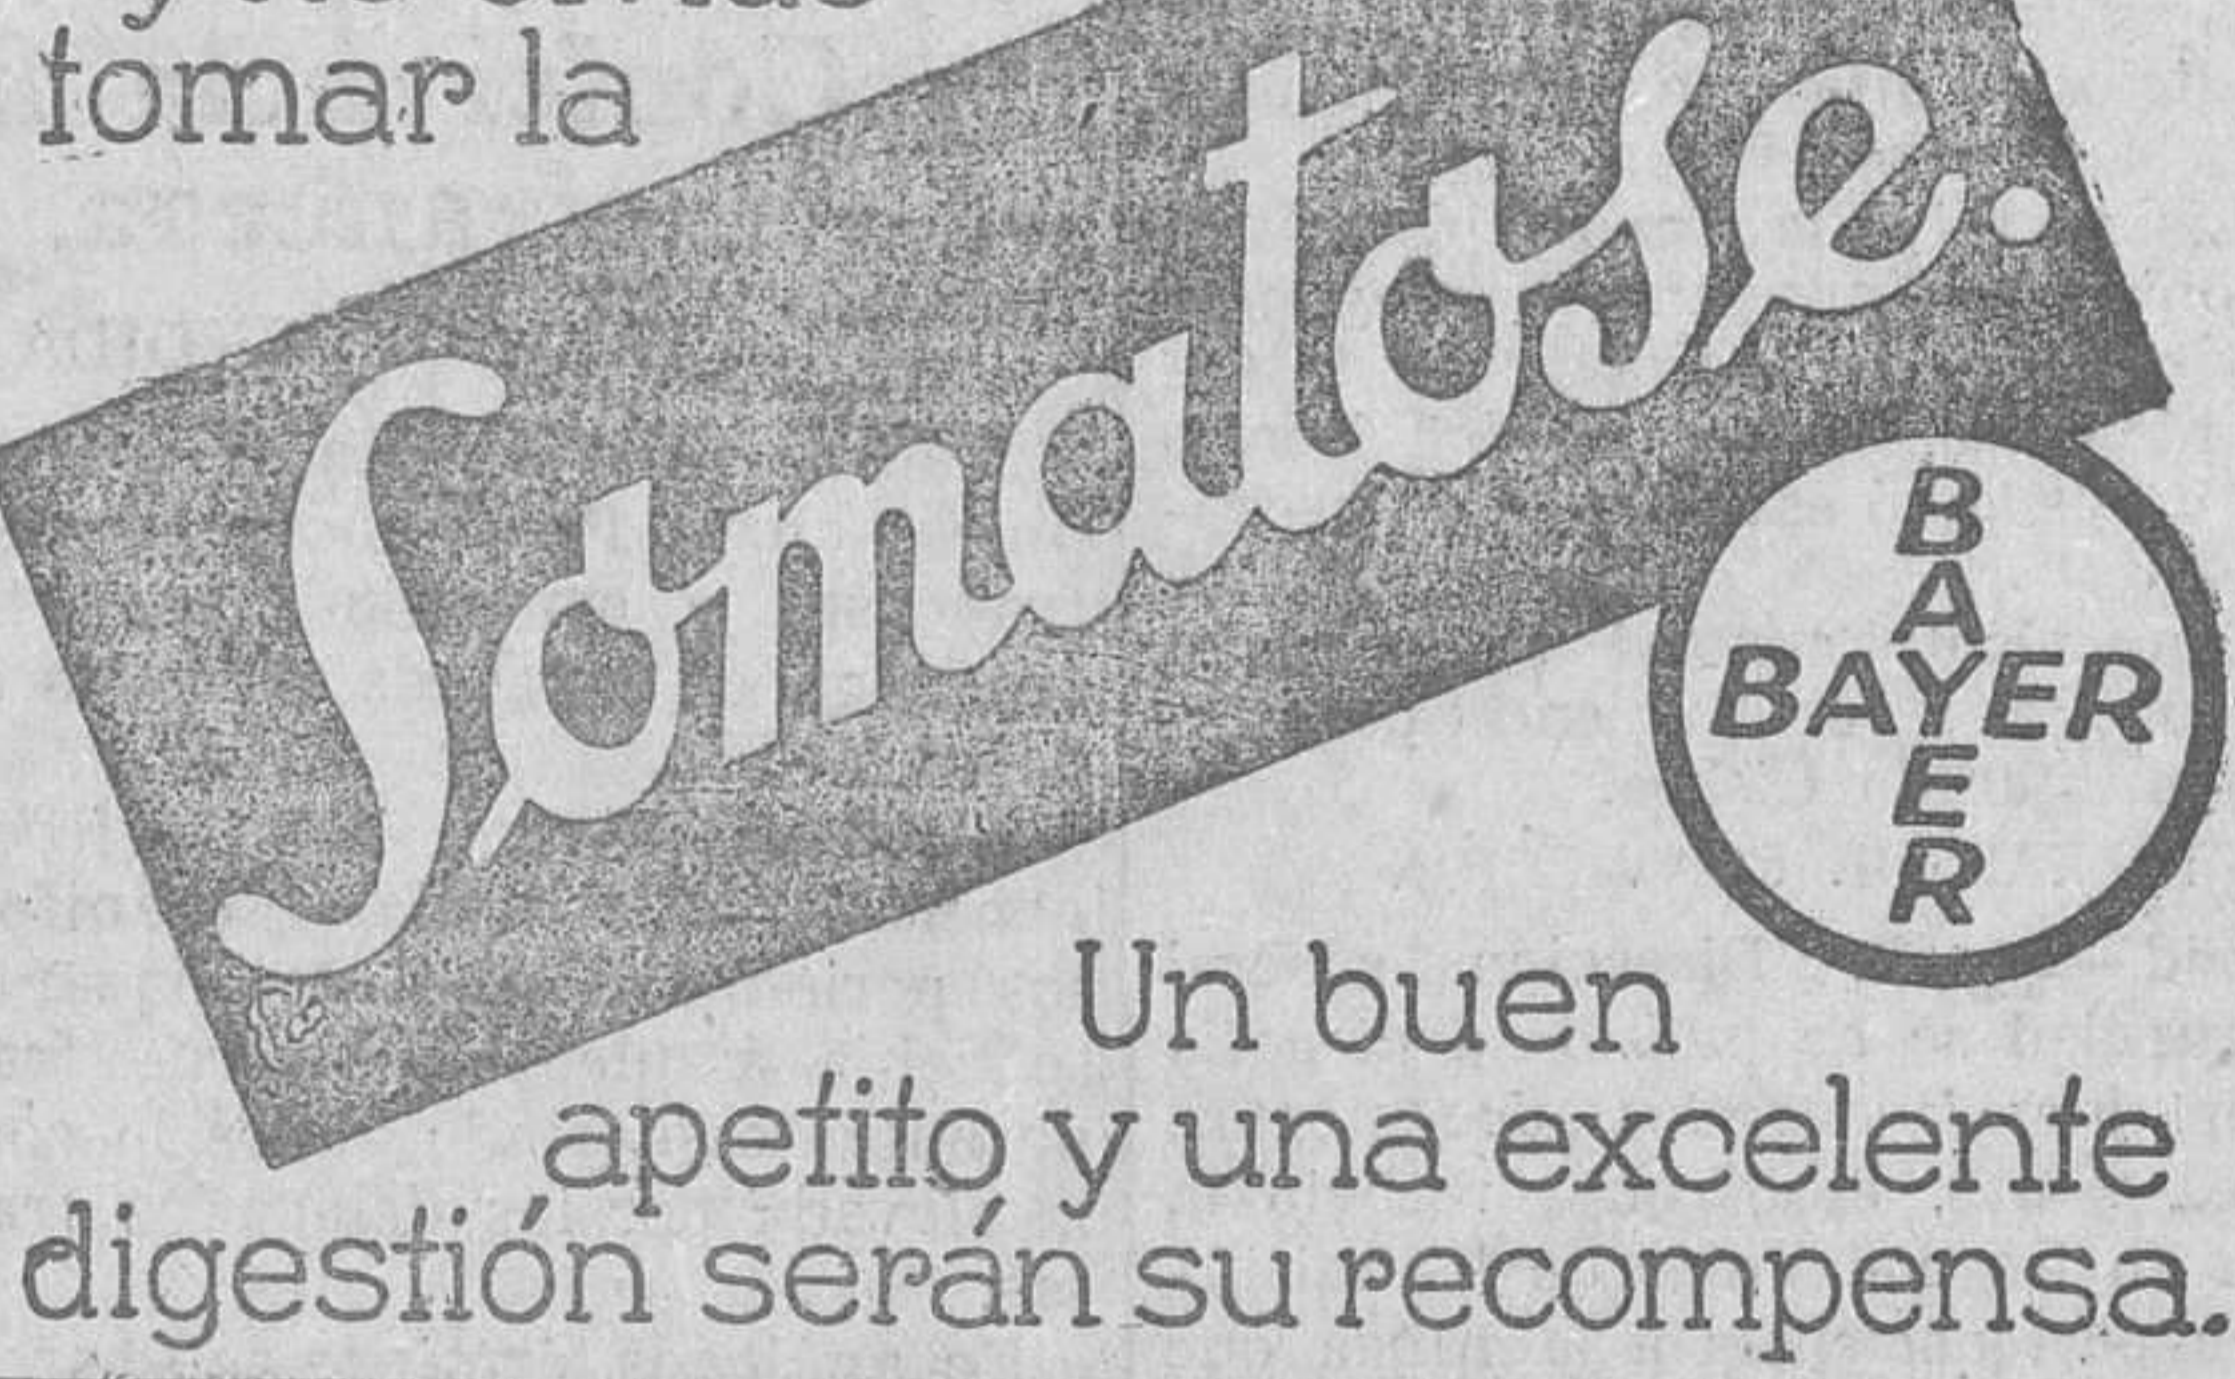 tomar la
Somatose.
BAYER
BAYER
Un buen
apetito y una excelente
digestión serán su recompensa.